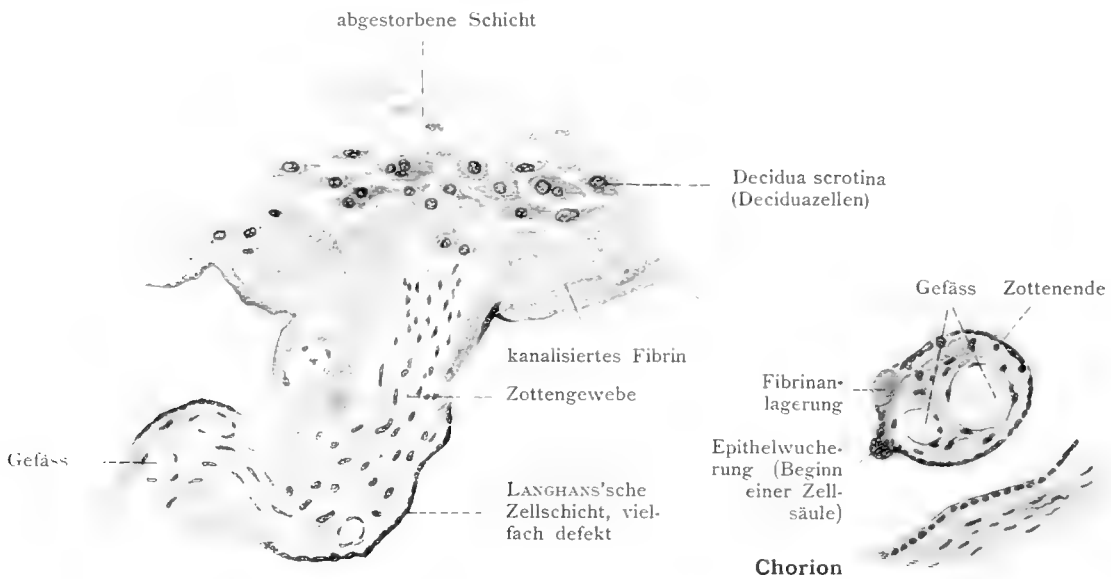 abgestorbene Schicht
Decidua scrotina
(Deciduazellen)
Gefäss Zottenende
kanalisiertes Fibrin
Zottengewebe
Fibrinan-
lagerung
Gefäss
Epithelwuche-
rung (Beginn
einer Zell-
säule)
LANGHANS'sche
Zellschicht, viel-
fach defekt
Chorion